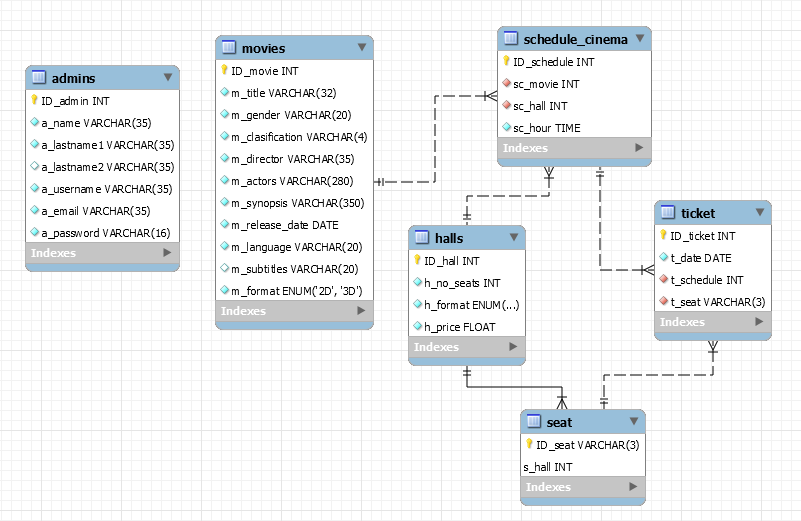 admins
ID_admin INT
a_name VARCHAR(35)
a_lastname1 VARCHAR(35)
a_lastname2 VARCHAR(35)
a_username VARCHAR(35)
a_email VARCHAR(35)
a_password VARCHAR(16)
Indexes
movies
ID_movie INT
m_title VARCHAR(32)
m_gender VARCHAR(20)
m_clasification VARCHAR(4)
m_director VARCHAR(35)
m_actors VARCHAR(280)
m_synopsis VARCHAR(350)
m_release_date DATE
m_language VARCHAR(20)
m_subtitles VARCHAR(20)
m_format ENUM('2D', '3D')
Indexes
schedule_cinema
ID_schedule INT
sc_movie INT
sc_hall INT
sc_hour TIME
Indexes
halls
ID_hall INT
h_no_seats INT
h_format ENUM(...)
h_price FLOAT
Indexes
ticket
ID_ticket INT
t_date DATE
t_schedule INT
t_seat VARCHAR(3)
Indexes
seat
ID_seat VARCHAR(3)
s_hall INT
Indexes